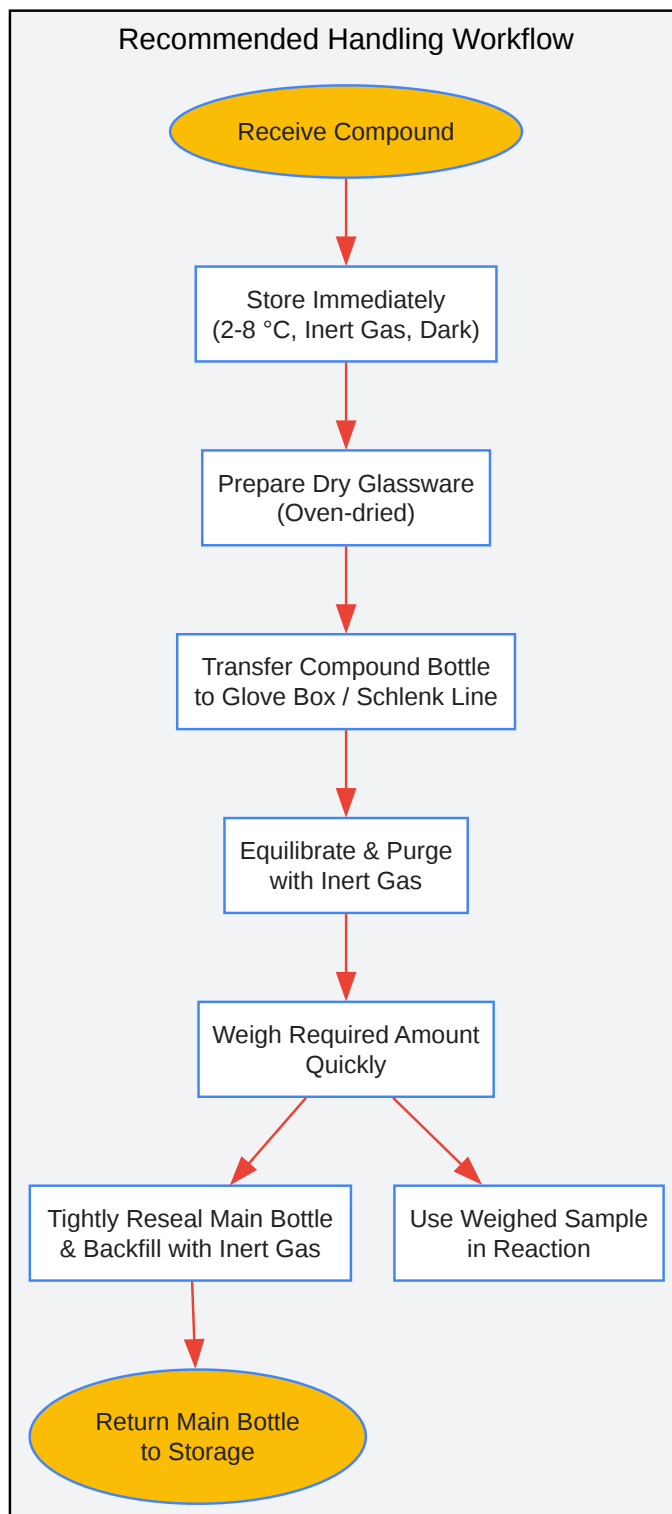 Recommended Handling Workflow
Receive Compound
Store Immediately
(2-8 °C, Inert Gas, Dark)
Prepare Dry Glassware
(Oven-dried)
Transfer Compound Bottle
to Glove Box / Schlenk Line
Equilibrate & Purge
with Inert Gas
Weigh Required Amount
Quickly
Tightly Reseal Main Bottle
& Backfill with Inert Gas
Use Weighed Sample
in Reaction
Return Main Bottle
to Storage